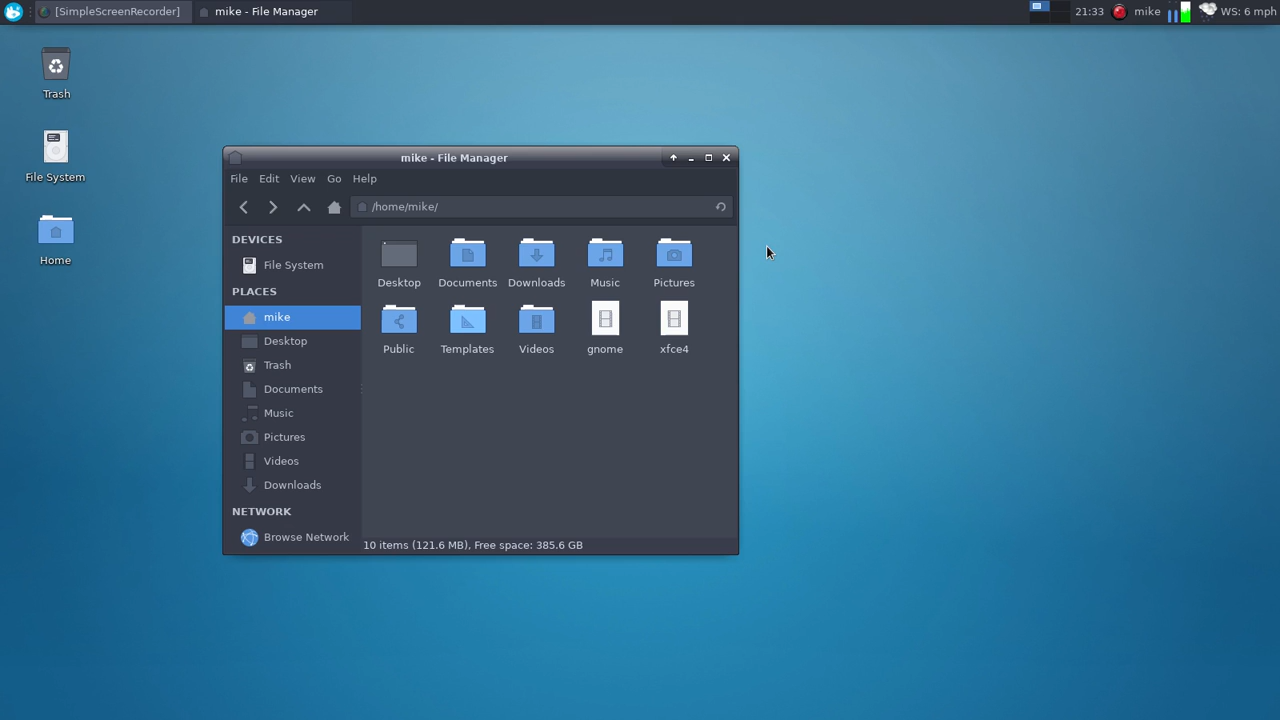 [SimpleScreenRecorder] mike - File Manager 21:33 mike WS: 6 mph
Trash
File System
Home
mike - File Manager
File Edit View Go Help
/home/mike/
DEVICES
File System
PLACES
mike
Desktop
Trash
Documents
Music
Pictures
Videos
Downloads
NETWORK
Browse Network
Desktop Documents Downloads Music Pictures
Public Templates Videos gnome xfce4
10 items (121.6 MB), Free space: 385.6 GB